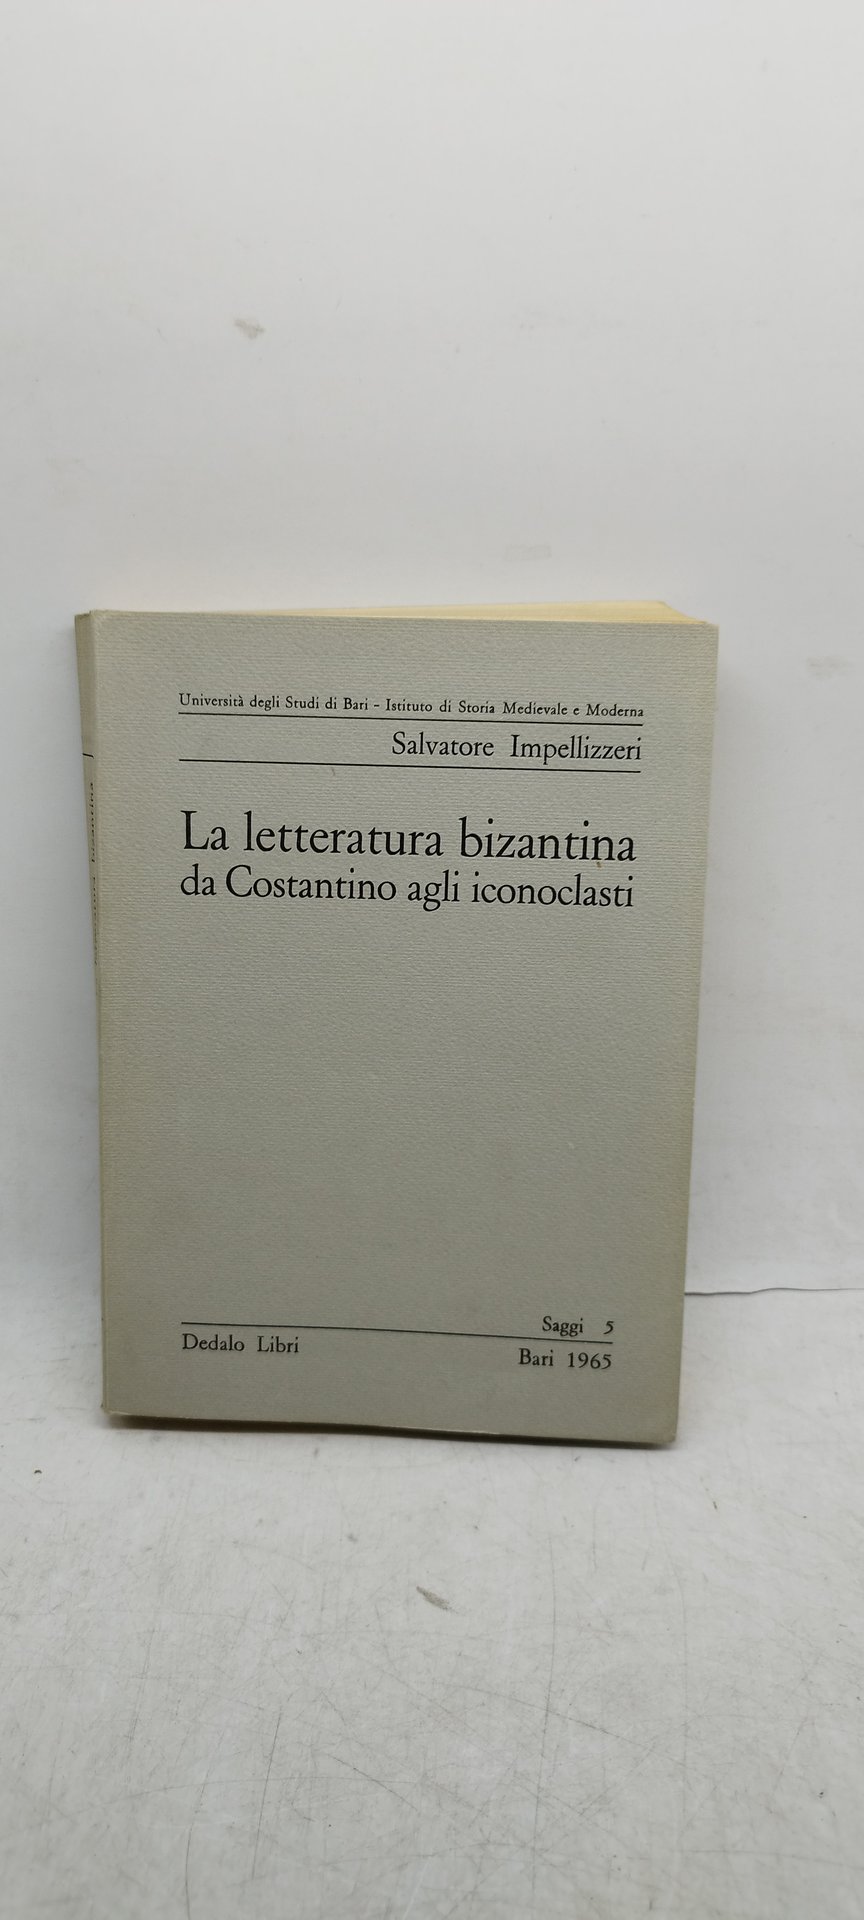 Università degli Studi di Bari - Istituto di Storia Medievale e Moderna
Salvatore Impellizzeri
La letteratura bizantina
da Costantino agli iconoclasti
Saggi 5
Dedalo Libri
Bari 1965
bizantina